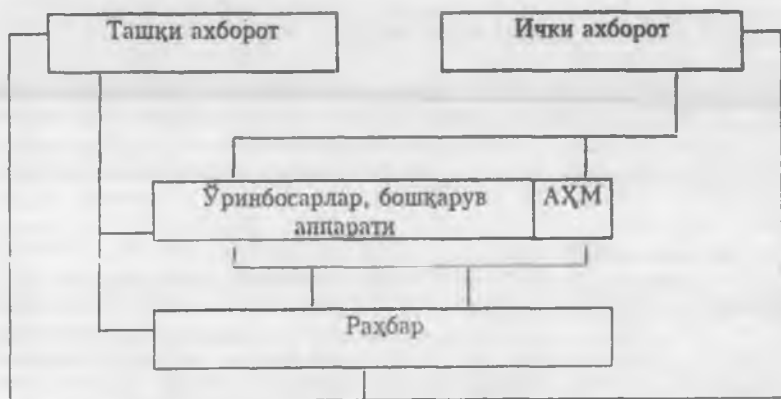 Ташқи ахборот
Ички ахборот
Ўринбосарлар, бошқарув
аппарати
АҲМ
Раҳбар